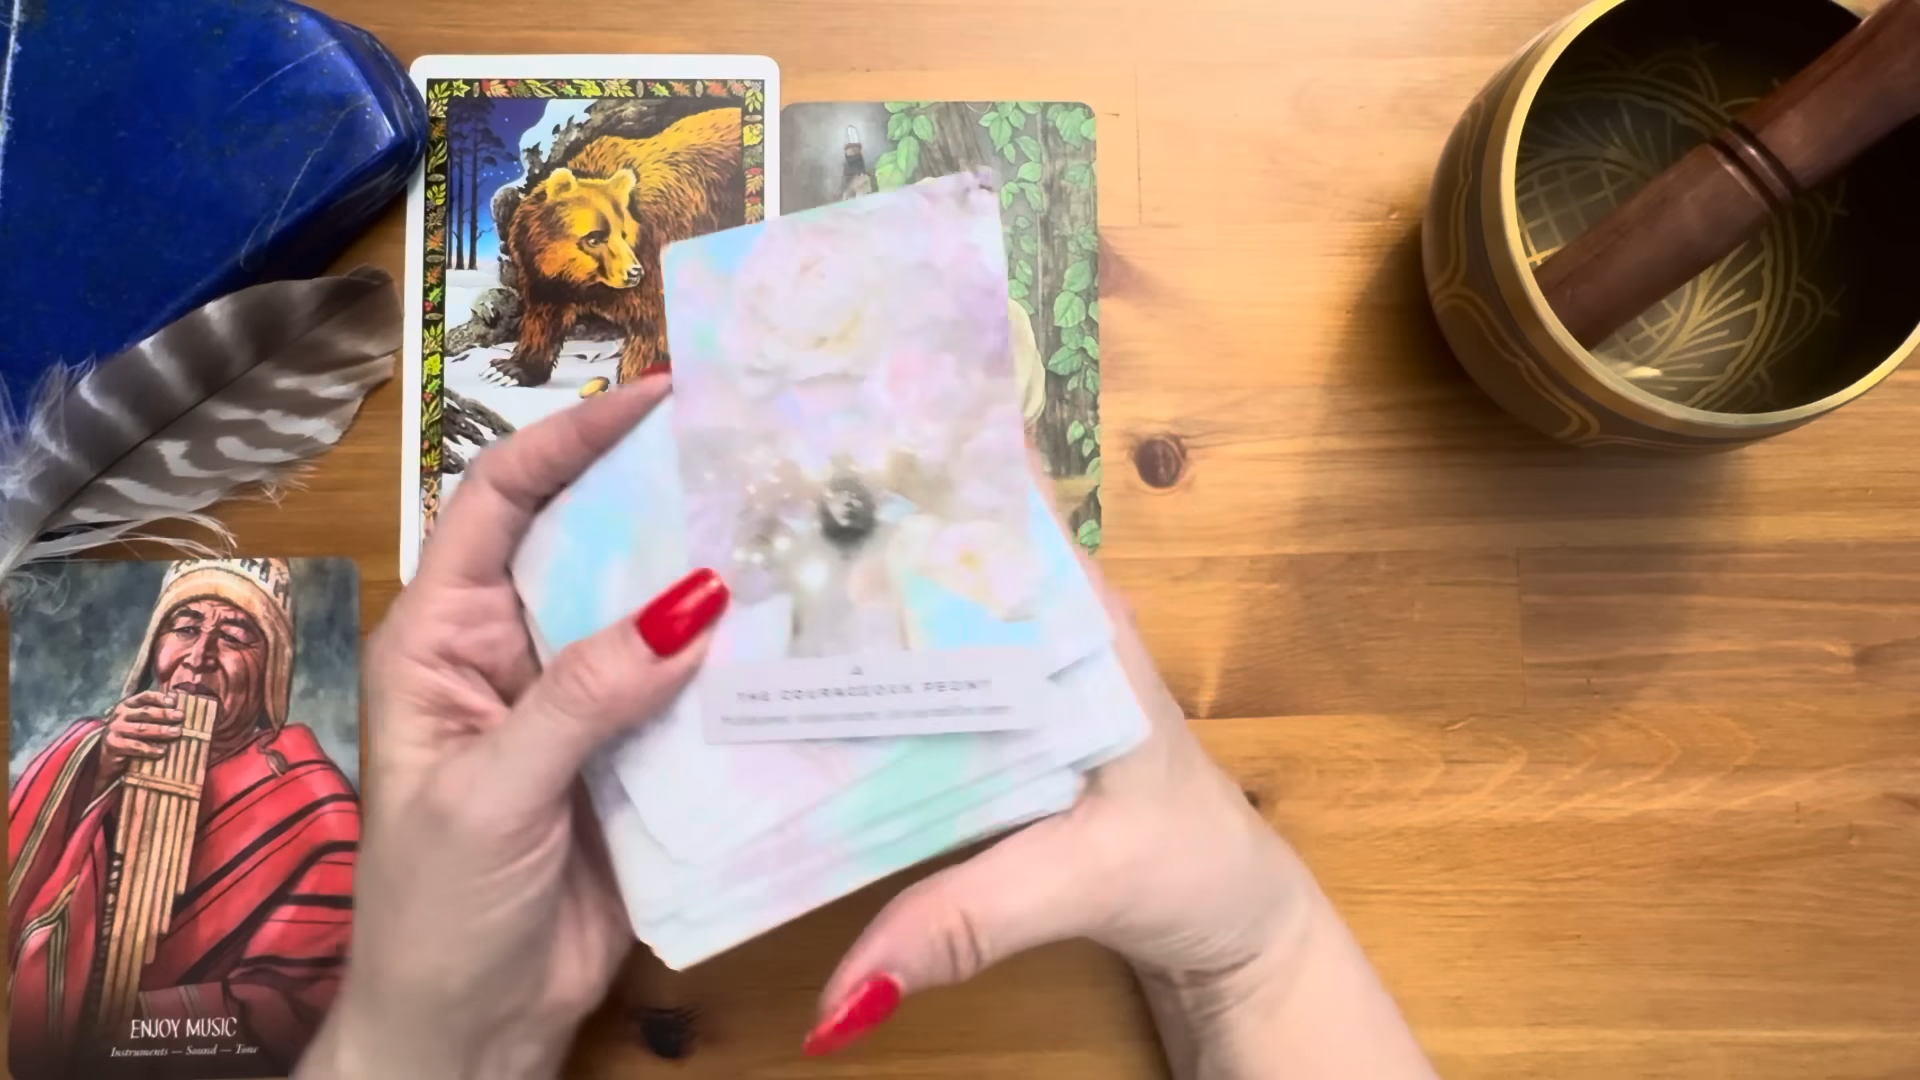 THE COURAGEOUS PEONY
ENJOY MUSIC
Instruments — Sound — Tone